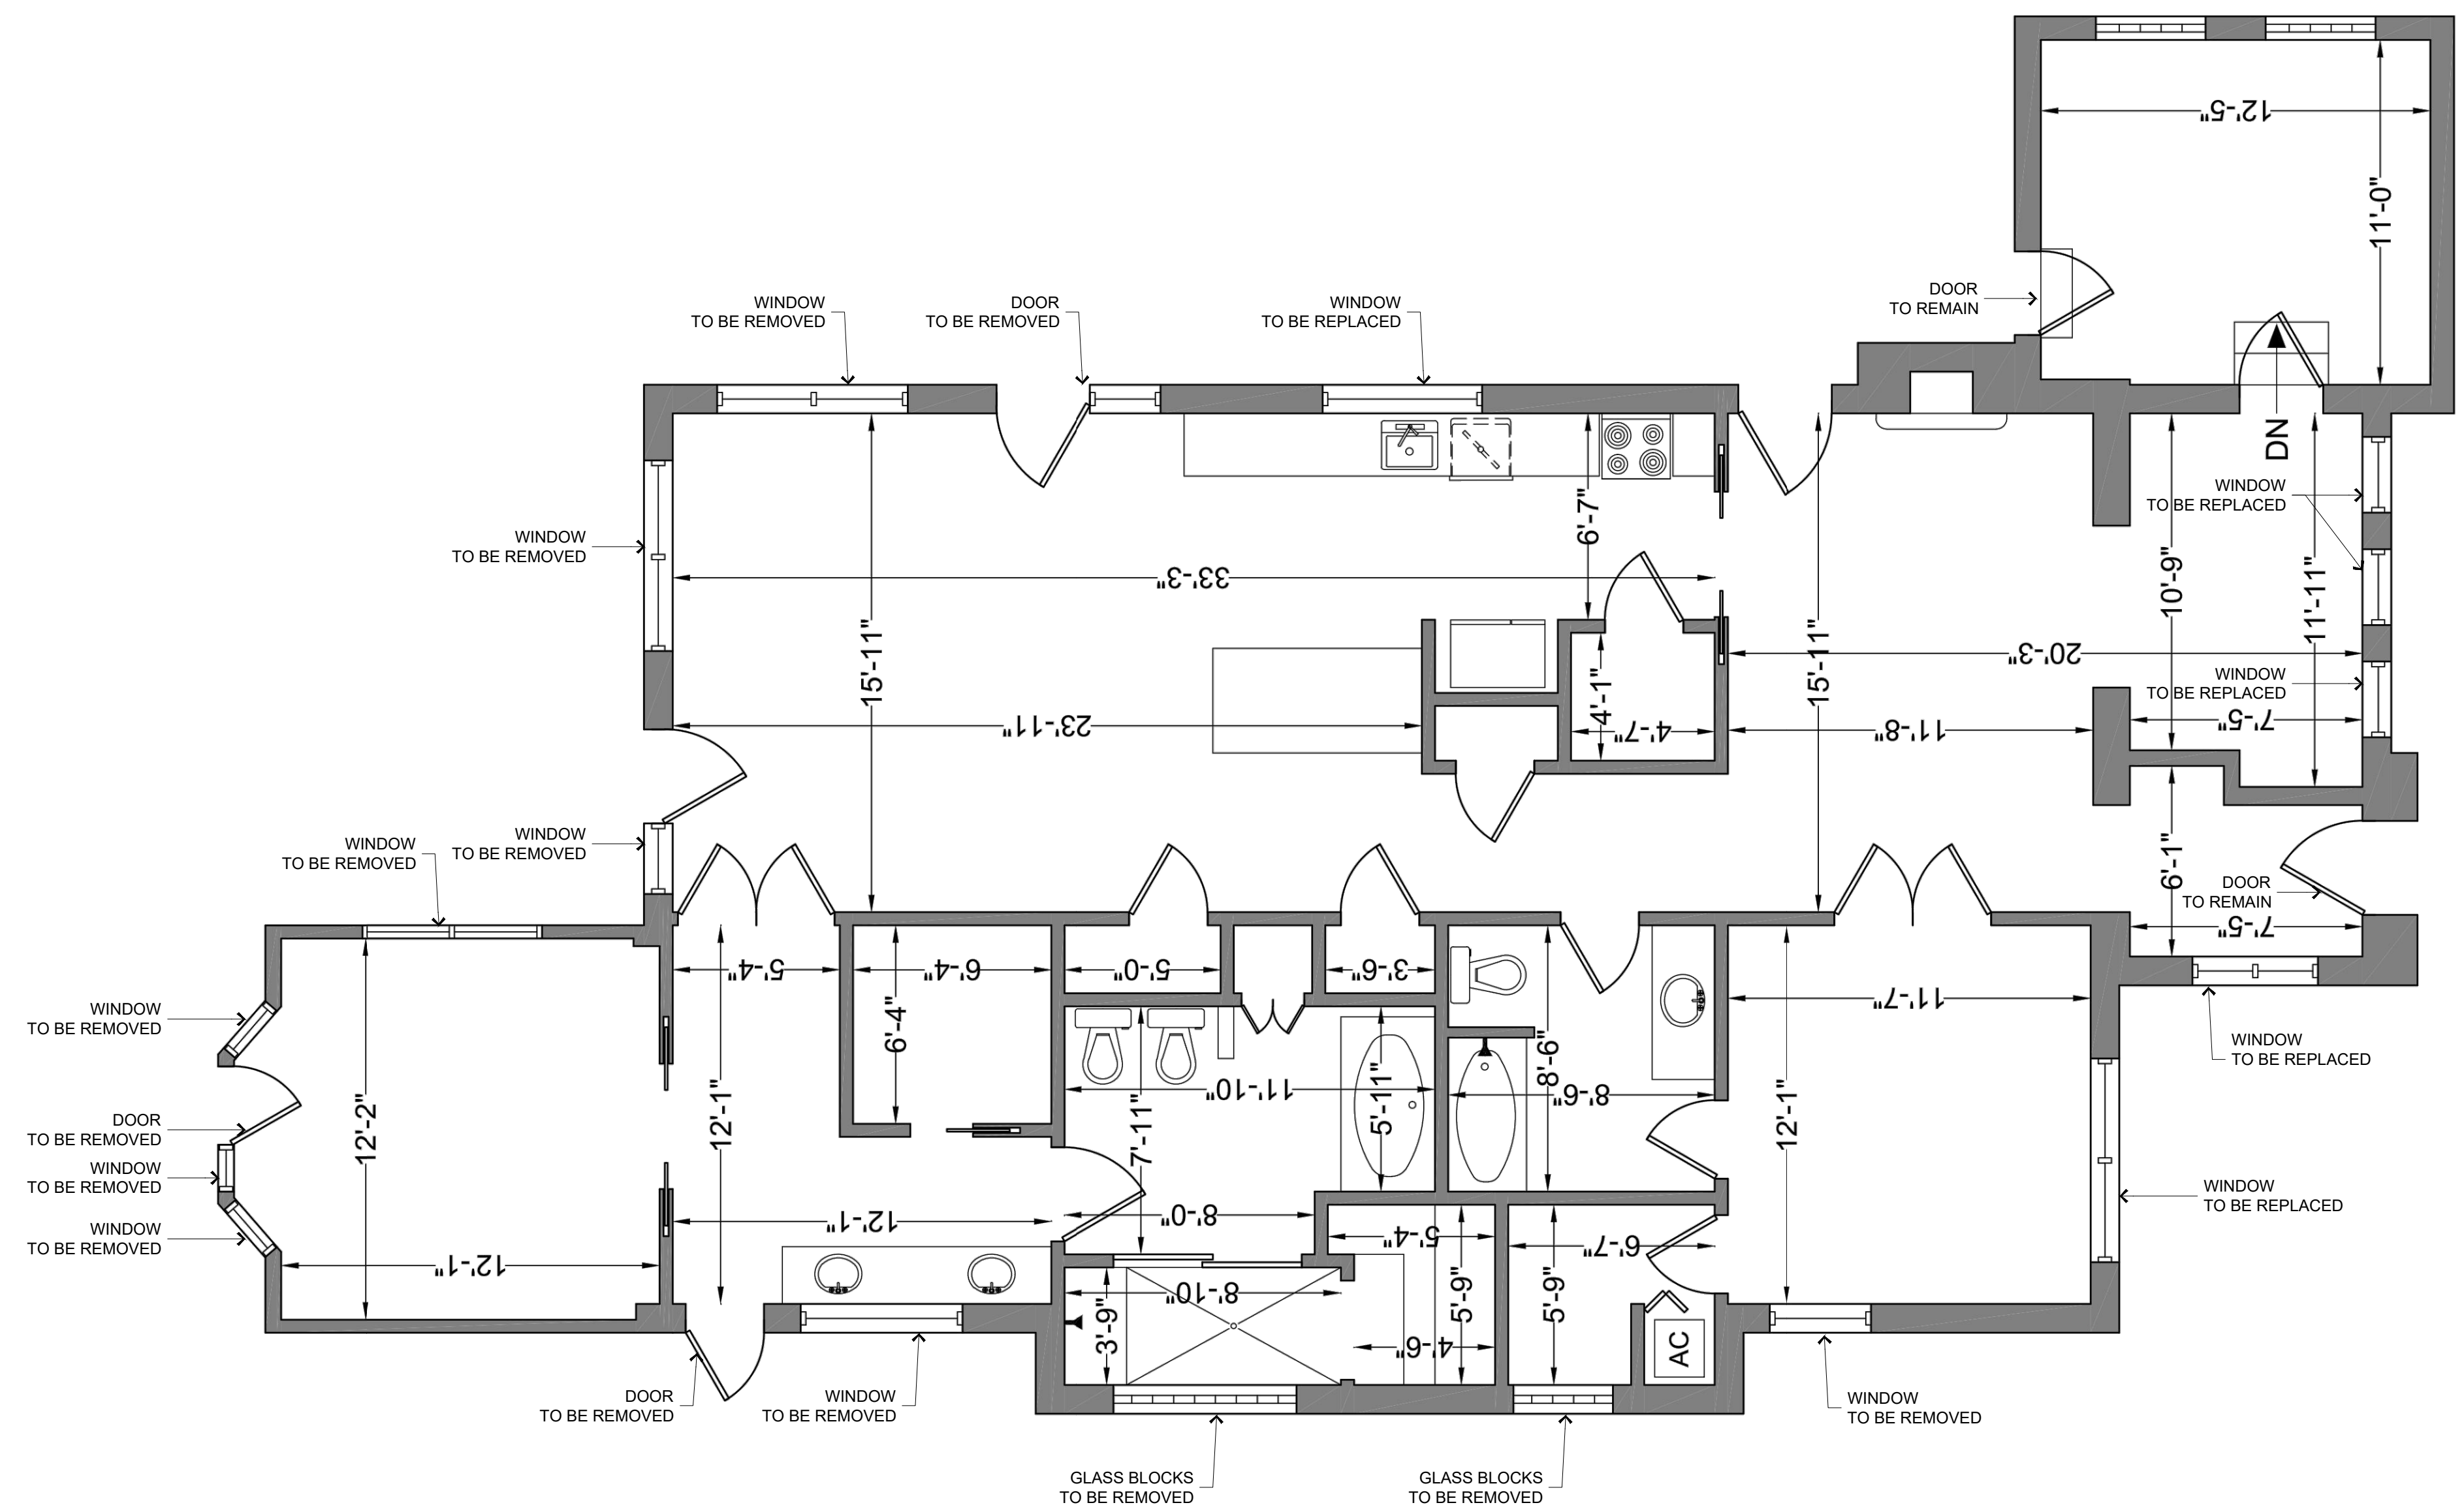 12'-5"
11'-0"
DOOR
TO REMAIN
WINDOW
TO BE REMOVED
DOOR
TO BE REMOVED
WINDOW
TO BE REPLACED
DN
WINDOW
TO BE REPLACED
WINDOW
TO BE REMOVED
6'-7"
33'-3"
10'-9"
11'-11"
15'-11"
15'-11"
20'-3"
WINDOW
TO BE REPLACED
4'-1"
4'-7"
23'-11"
11'-8"
7'-5"
WINDOW
TO BE REMOVED
WINDOW
TO BE REMOVED
6'-1"
DOOR
TO REMAIN
7'-5"
5'-4"
6'-4"
5'-0"
3'-6"
11'-7"
WINDOW
TO BE REMOVED
6'-4"
8'-6"
8'-6"
WINDOW
TO BE REPLACED
11'-10"
5'-11"
12'-2"
12'-1"
7'-11"
12'-1"
DOOR
TO BE REMOVED
WINDOW
TO BE REMOVED
WINDOW
TO BE REPLACED
12'-1"
8'-0"
5'-4"
6'-7"
WINDOW
TO BE REMOVED
12'-1"
8'-10"
3'-9"
5'-9"
5'-9"
4'-6"
AC
DOOR
TO BE REMOVED
WINDOW
TO BE REMOVED
WINDOW
TO BE REMOVED
GLASS BLOCKS
TO BE REMOVED
GLASS BLOCKS
TO BE REMOVED